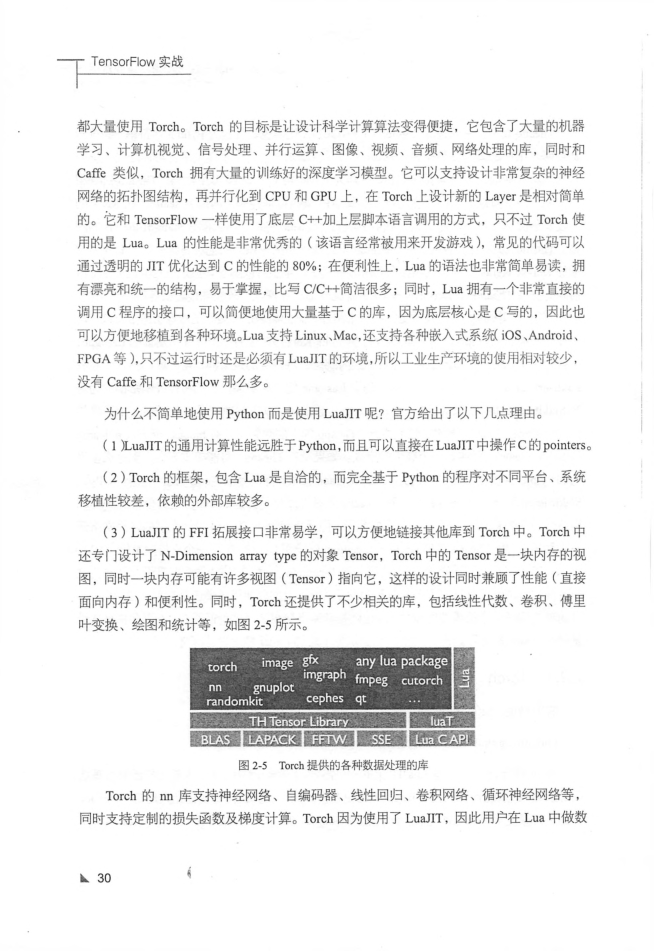 TensorFlow 实战
都大量使用 Torch。Torch 的目标是让设计科学计算算法变得便捷，它包含了大量的机器
学习、计算机视觉、信号处理、并行运算、图像、视频、音频、网络处理的库，同时和
Caffe 类似，Torch 拥有大量的训练好的深度学习模型。它可以支持设计非常复杂的神经
网络的拓扑图结构，再并行化到 CPU 和 GPU 上，在 Torch 上设计新的 Layer 是相对简单
的。它和 TensorFlow 一样使用了底层 C++加上层脚本语言调用的方式，只不过 Torch 使
用的是 Lua。Lua 的性能是非常优秀的（该语言经常被用来开发游戏），常见的代码可以
通过透明的 JIT 优化达到 C 的性能的 80%；在便利性上，Lua 的语法也非常简单易读，拥
有漂亮和统一的结构，易于掌握，比写 C/C++简洁很多；同时，Lua 拥有一个非常直接的
调用 C 程序的接口，可以简便地使用大量基于 C 的库，因为底层核心是 C 写的，因此也
可以方便地移植到各种环境。Lua 支持 Linux、Mac，还支持各种嵌入式系统（iOS、Android、
FPGA 等），只不过运行时还是必须有 LuaJIT 的环境，所以工业生产环境的使用相对较少，
没有 Caffe 和 TensorFlow 那么多。
为什么不简单地使用 Python 而是使用 LuaJIT 呢？官方给出了以下几点理由。
（1）LuaJIT 的通用计算性能远胜于 Python，而且可以直接在 LuaJIT 中操作 C 的 pointers。
（2）Torch 的框架，包含 Lua 是自洽的，而完全基于 Python 的程序对不同平台、系统
移植性较差，依赖的外部库较多。
（3）LuaJIT 的 FFI 拓展接口非常易学，可以方便地链接其他库到 Torch 中。Torch 中
还专门设计了 N-Dimension array type 的对象 Tensor，Torch 中的 Tensor 是一块内存的视
图，同时一块内存可能有许多视图（Tensor）指向它，这样的设计同时兼顾了性能（直接
面向内存）和便利性。同时，Torch 还提供了不少相关的库，包括线性代数、卷积、傅里
叶变换、绘图和统计等，如图 2-5 所示。
torch image gfx any lua package
imgraph fmpeg cutorch
nn gnuplot
randomkit cephes qt ...
Lua
TH Tensor Library luaT
BLAS LAPACK FFTW SSE Lua C API
图 2-5 Torch 提供的各种数据处理的库
Torch 的 nn 库支持神经网络、自编码器、线性回归、卷积网络、循环神经网络等，
同时支持定制的损失函数及梯度计算。Torch 因为使用了 LuaJIT，因此用户在 Lua 中做数
30